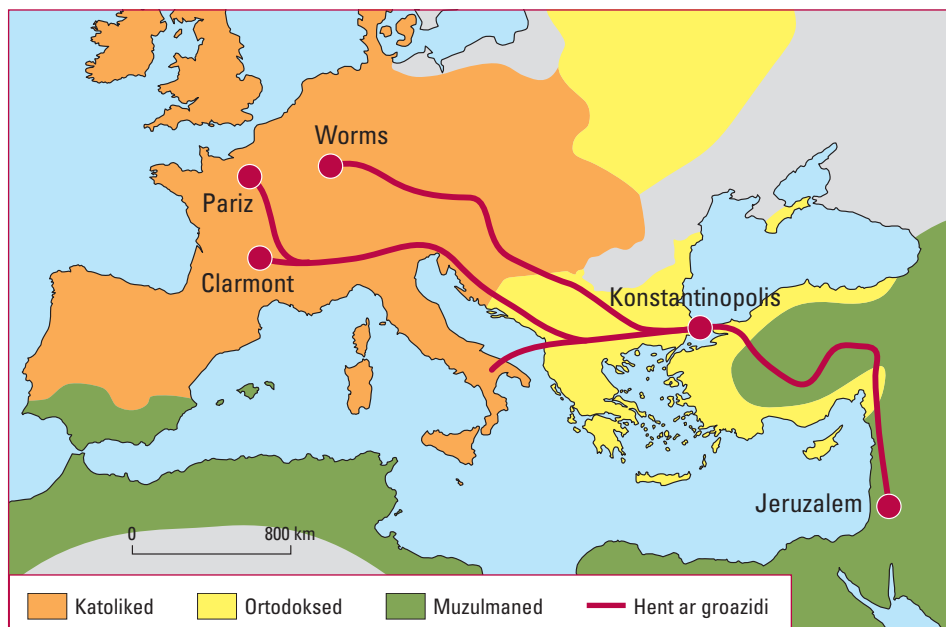 Worms
Pariz
Clarmont
Konstantinopolis
Jeruzalem
0 800 km
Katoliked
Ortodoksed
Muzulmaned
Hent ar groazidi